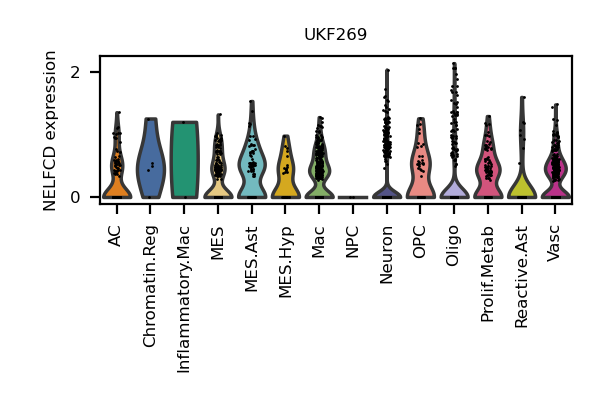 UKF269
NELFCD expression
2
0
AC
Chromatin.Reg
Inflammatory.Mac
MES
MES.Ast
MES.Hyp
Mac
NPC
Neuron
OPC
Oligo
Prolif.Metab
Reactive.Ast
Vasc